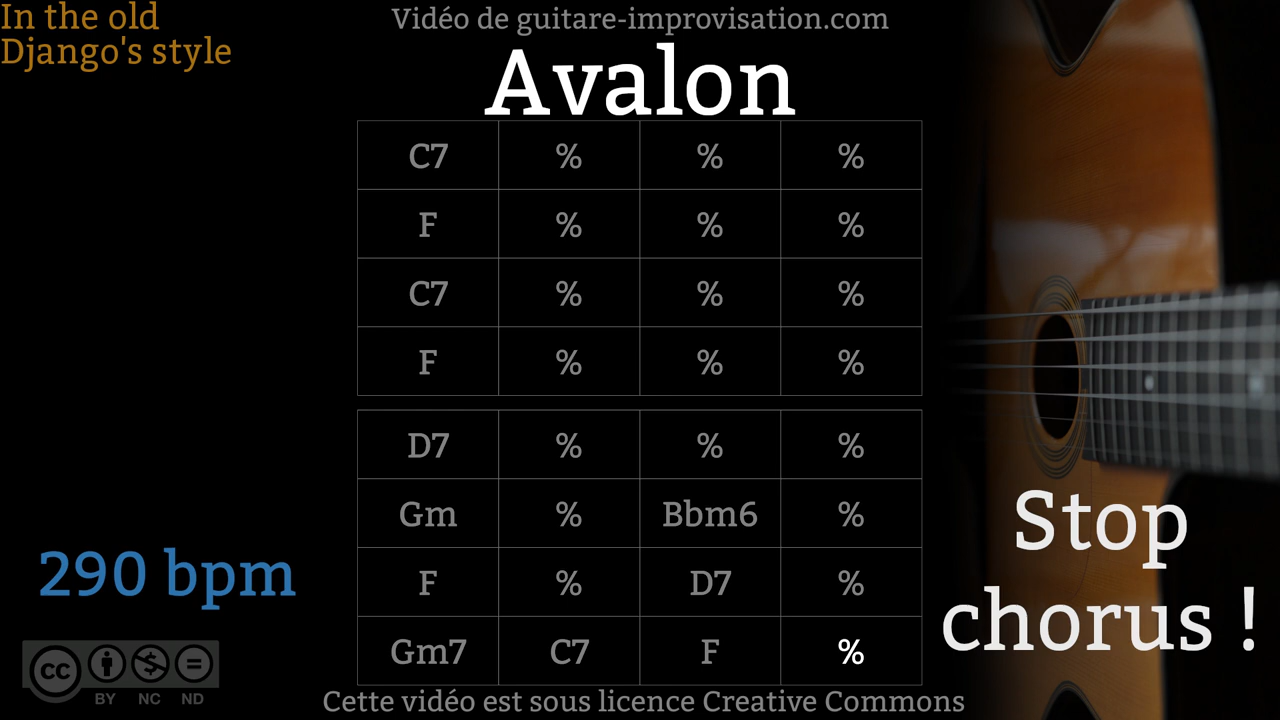 In the old
Django's style
Vidéo de guitare-improvisation.com
Avalon
C7 % % %
F % % %
C7 % % %
F % % %
D7 % % %
Gm % Bbm6 %
F % D7 %
Gm7 C7 F %
290 bpm
Stop
chorus !
cc
BY NC ND
Cette vidéo est sous licence Creative Commons